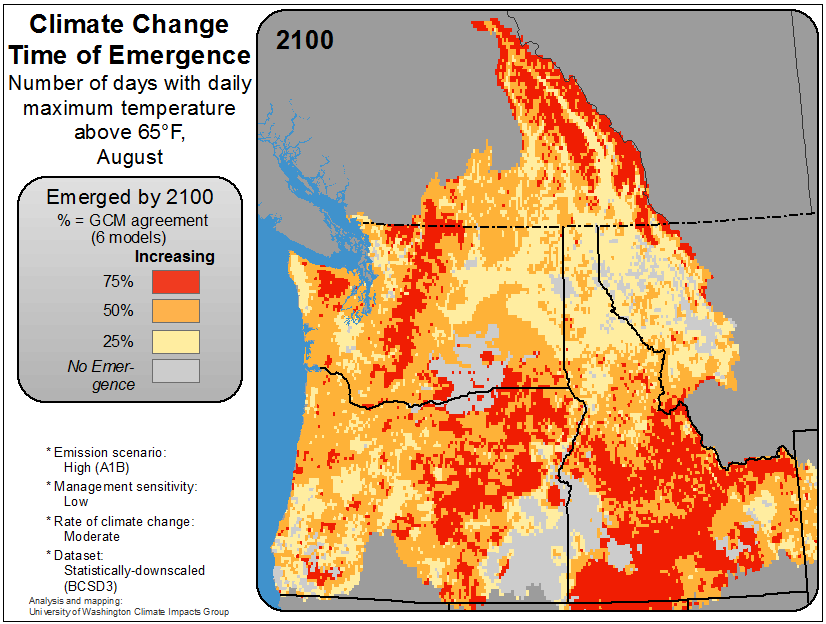 Climate Change
Time of Emergence
Number of days with daily
maximum temperature
above 65°F,
August
2100
Emerged by 2100
% = GCM agreement
(6 models)
Increasing
75%
50%
25%
No Emer-
gence
* Emission scenario:
High (A1B)
* Management sensitivity:
Low
* Rate of climate change:
Moderate
* Dataset:
Statistically-downscaled
(BCSD3)
Analysis and mapping:
University of Washington Climate Impacts Group